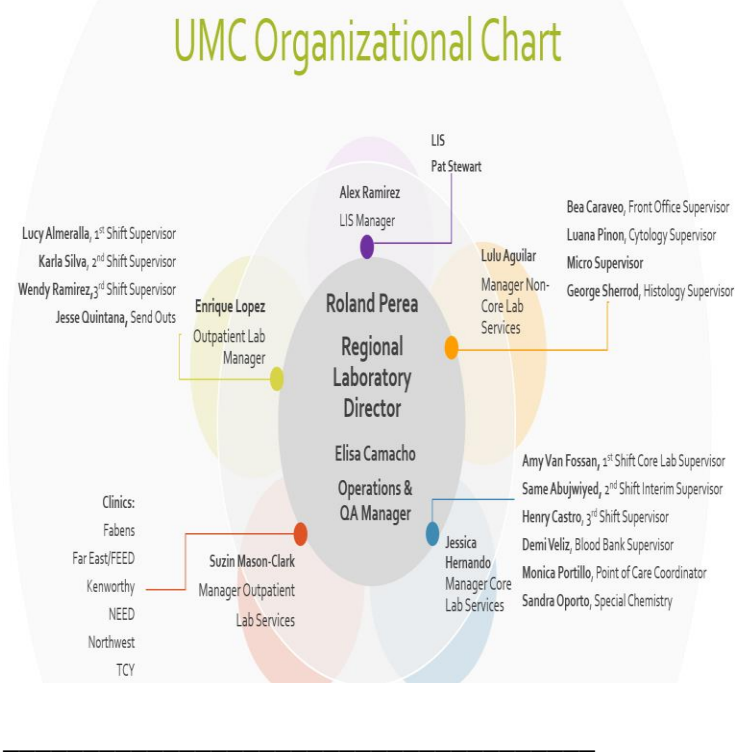 UMC Organizational Chart
LIS
Pat Stewart
Alex Ramirez
LIS Manager
Bea Caraveo, Front Office Supervisor
Luana Pinon, Cytology Supervisor
Micro Supervisor
George Sherrod, Histology Supervisor
Lulu Aguilar
Manager Non-
Core Lab
Services
Lucy Almeralla, 1st Shift Supervisor
Karla Silva, 2nd Shift Supervisor
Wendy Ramirez,3rd Shift Supervisor
Jesse Quintana, Send Outs
Enrique Lopez
Outpatient Lab
Manager
Roland Perea
Regional
Laboratory
Director
Elisa Camacho
Operations &
QA Manager
Amy Van Fossan, 1st Shift Core Lab Supervisor
Same Abujwiyed, 2nd Shift Interim Supervisor
Henry Castro, 3rd Shift Supervisor
Demi Veliz, Blood Bank Supervisor
Monica Portillo, Point of Care Coordinator
Sandra Oporto, Special Chemistry
Jessica
Hernando
Manager Core
Lab Services
Clinics:
Fabens
Far East/FEED
Kenworthy
NEED
Northwest
TCY
Suzin Mason-Clark
Manager Outpatient
Lab Services